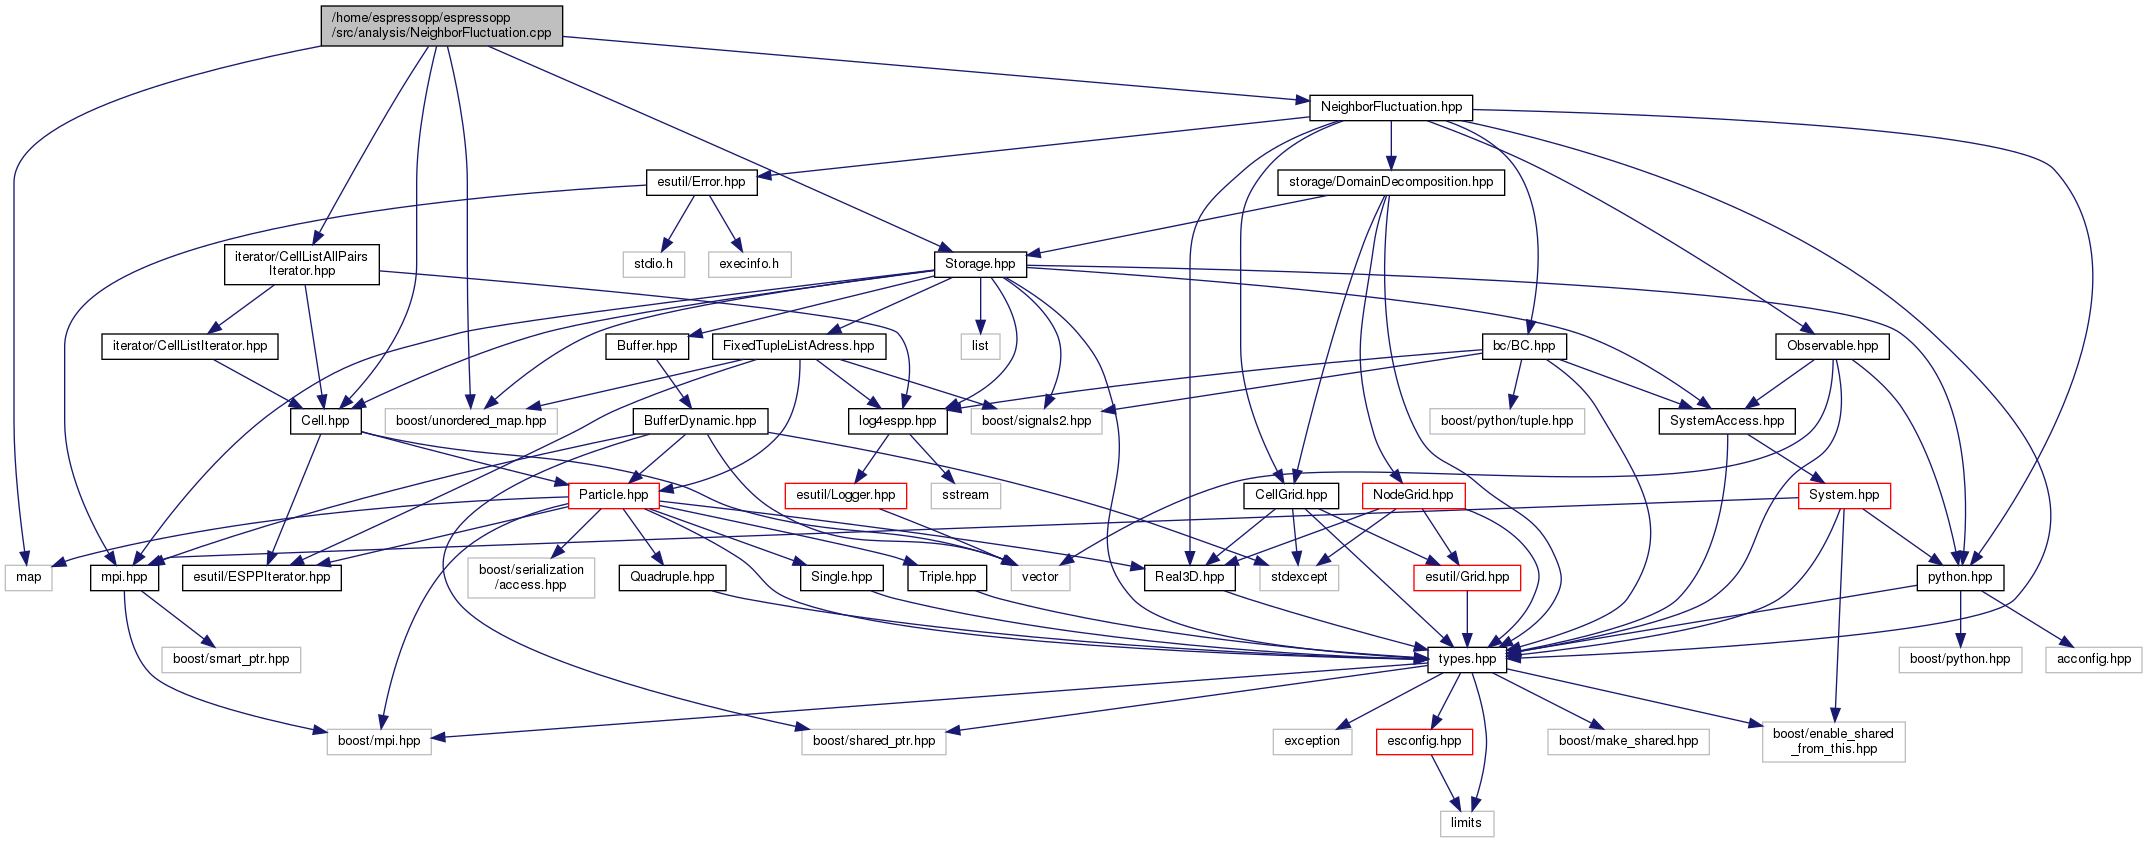 /home/espressopp/espressopp
/src/analysis/NeighborFluctuation.cpp
NeighborFluctuation.hpp
esutil/Error.hpp
storage/DomainDecomposition.hpp
iterator/CellListAllPairs
Iterator.hpp
stdio.h
execinfo.h
Storage.hpp
iterator/CellListIterator.hpp
Buffer.hpp
FixedTupleListAdress.hpp
list
bc/BC.hpp
Observable.hpp
Cell.hpp
boost/unordered_map.hpp
BufferDynamic.hpp
log4espp.hpp
boost/signals2.hpp
boost/python/tuple.hpp
SystemAccess.hpp
Particle.hpp
esutil/Logger.hpp
sstream
CellGrid.hpp
NodeGrid.hpp
System.hpp
map
mpi.hpp
esutil/ESPPIterator.hpp
boost/serialization
/access.hpp
Quadruple.hpp
Single.hpp
Triple.hpp
vector
Real3D.hpp
stdexcept
esutil/Grid.hpp
python.hpp
boost/smart_ptr.hpp
types.hpp
boost/python.hpp
acconfig.hpp
boost/mpi.hpp
boost/shared_ptr.hpp
exception
esconfig.hpp
boost/make_shared.hpp
boost/enable_shared
_from_this.hpp
limits